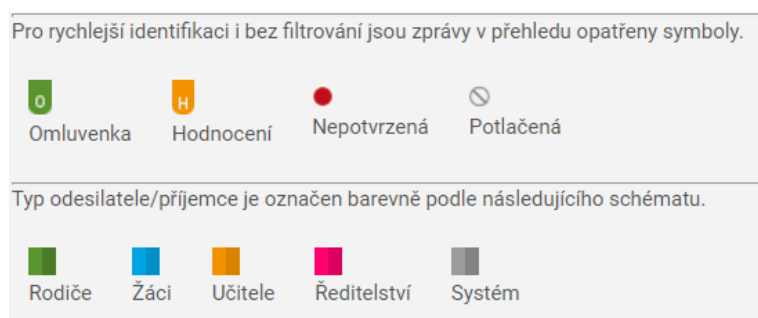 Pro rychlejší identifikaci i bez filtrování jsou zprávy v přehledu opatřeny symboly.
O H
Omluvenka Hodnocení Nepotvrzená Potlačená
Typ odesilatele/příjemce je označen barevně podle následujícího schématu.
Rodiče Žáci Učitele Ředitelství Systém